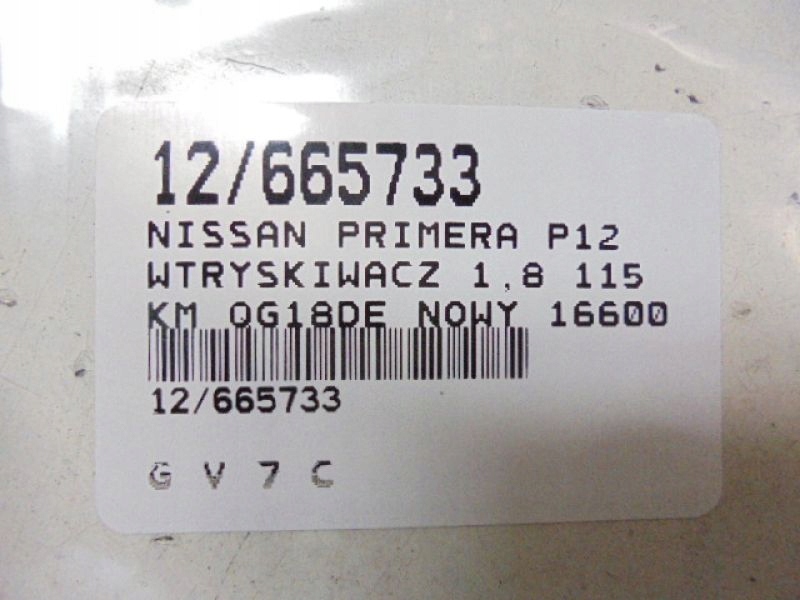 12/665733
NISSAN PRIMERA P12
WTRYSKIWACZ 1,8 115
KM QG18DE NOWY 16600
12/665733
G V 7 C